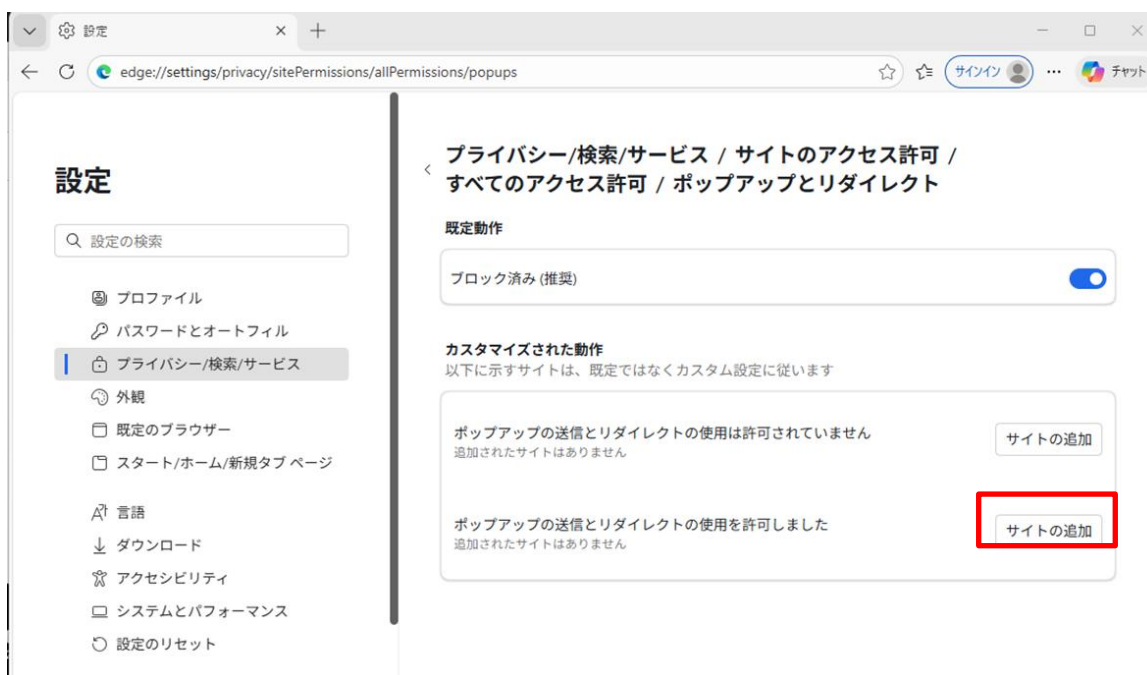 設定
edge://settings/privacy/sitePermissions/allPermissions/popups
サインイン
チャット
設定
設定の検索
プロファイル
パスワードとオートフィル
プライバシー/検索/サービス
外観
既定のブラウザー
スタート/ホーム/新規タブ ページ
言語
ダウンロード
アクセシビリティ
システムとパフォーマンス
設定のリセット
プライバシー/検索/サービス / サイトのアクセス許可 /
すべてのアクセス許可 / ポップアップとリダイレクト
既定動作
ブロック済み (推奨)
カスタマイズされた動作
以下に示すサイトは、既定ではなくカスタム設定に従います
ポップアップの送信とリダイレクトの使用は許可されていません
追加されたサイトはありません
サイトの追加
ポップアップの送信とリダイレクトの使用を許可しました
追加されたサイトはありません
サイトの追加